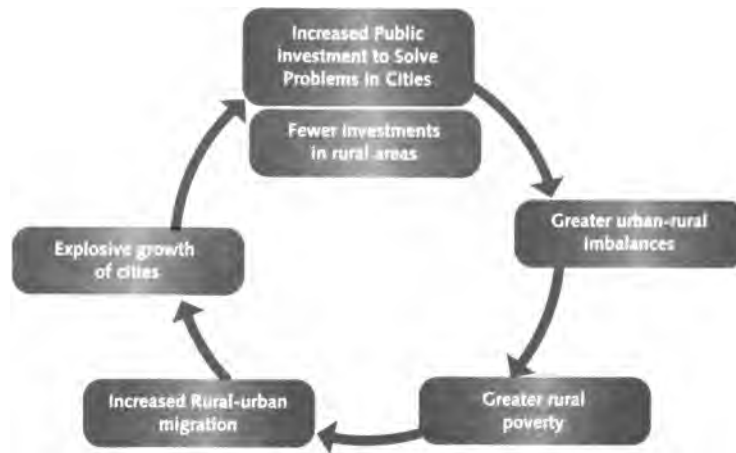 Increased Public
investment to Solve
Problems in Cities
Fewer investments
in rural areas
Greater urban-rural
imbalances
Greater rural
poverty
Increased Rural-urban
migration
Explosive growth
of cities